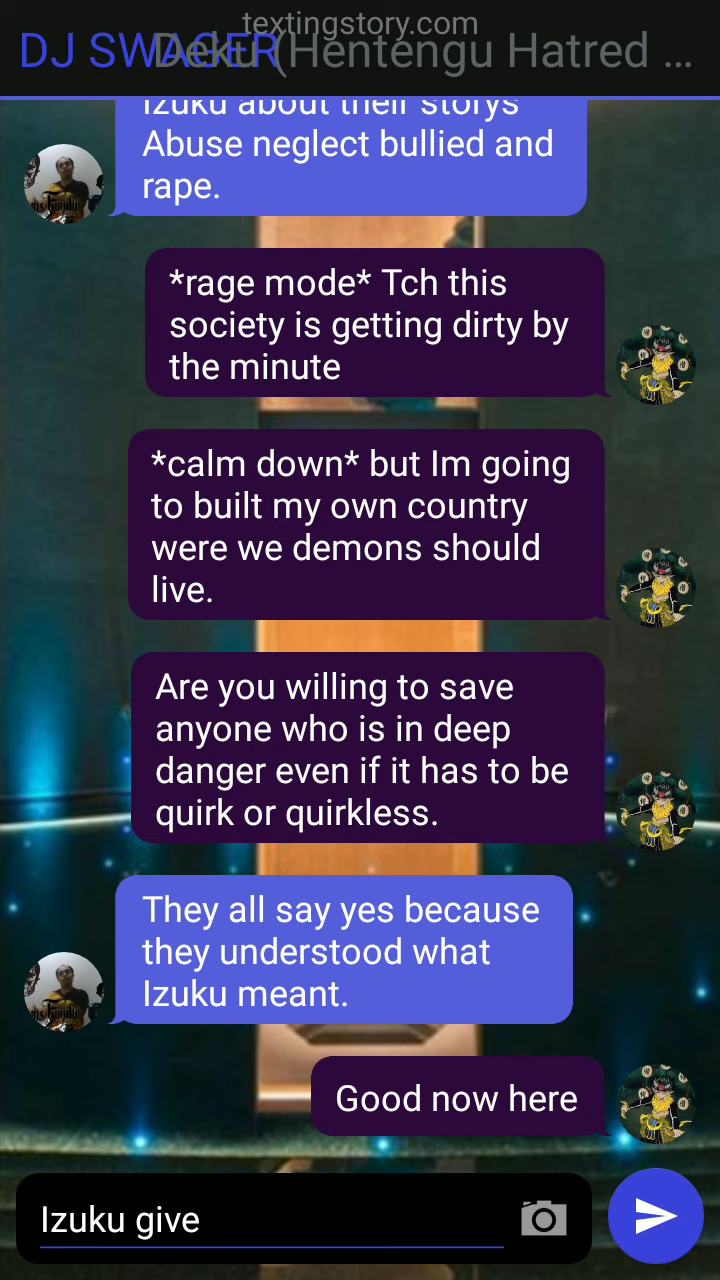 textingstory.com
DJ SWAGER
Deku (Hentengu Hatred ...
Izuku about their storys
Abuse neglect bullied and
rape.
*rage mode* Tch this
society is getting dirty by
the minute
*calm down* but Im going
to built my own country
were we demons should
live.
Are you willing to save
anyone who is in deep
danger even if it has to be
quirk or quirkless.
They all say yes because
they understood what
Izuku meant.
Good now here
Izuku give